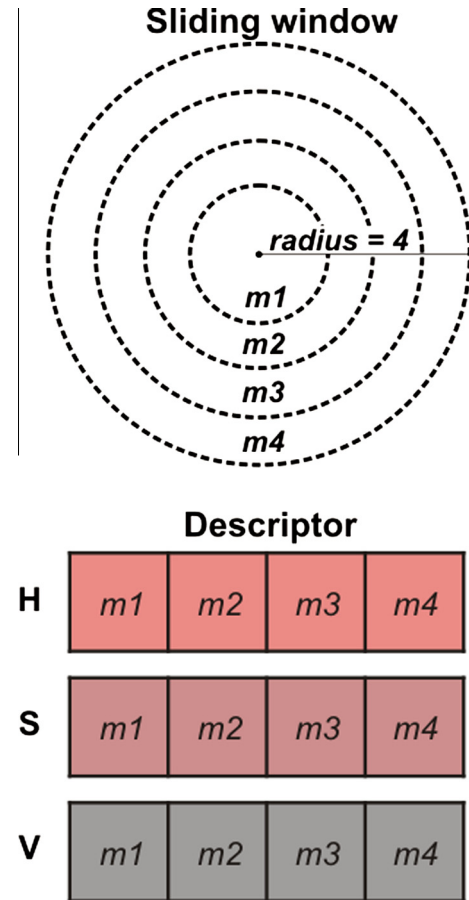 Sliding window
radius = 4
m1
m2
m3
m4
Descriptor
H m1 m2 m3 m4
S m1 m2 m3 m4
V m1 m2 m3 m4